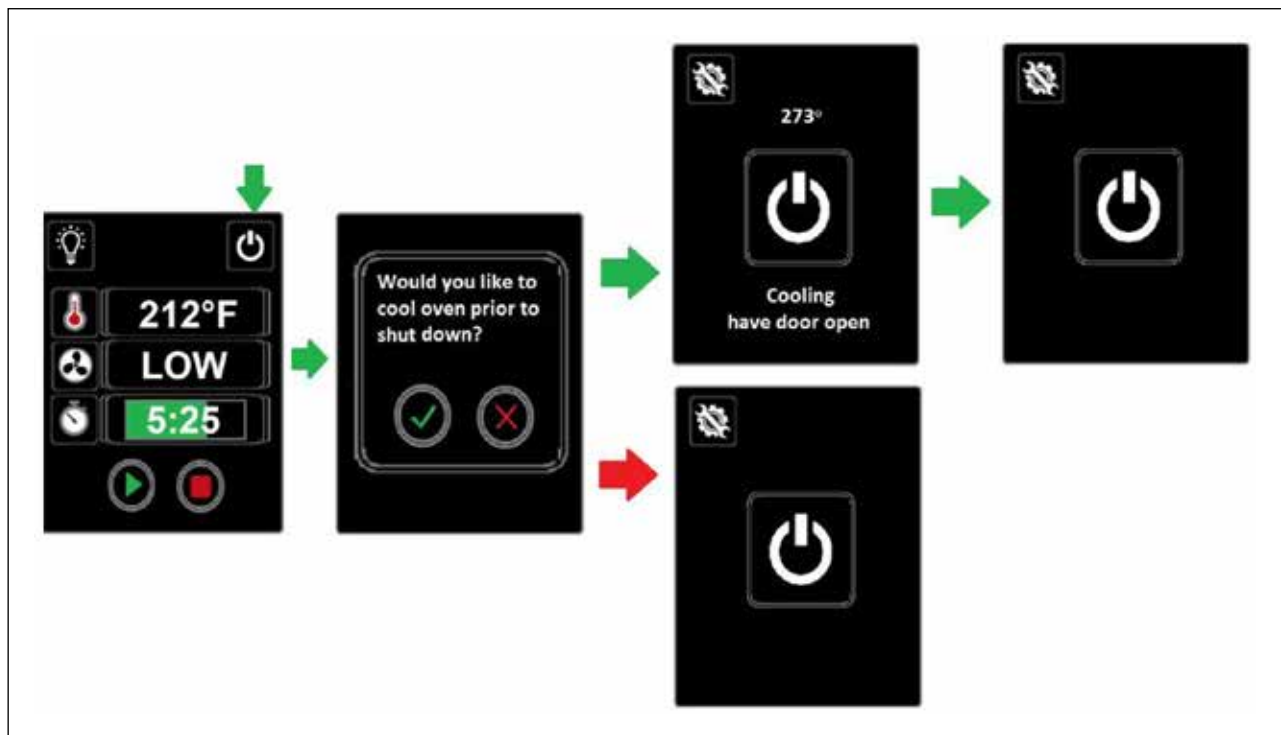 212°F
LOW
5:25
Would you like to
cool oven prior to
shut down?
273°
Cooling
have door open